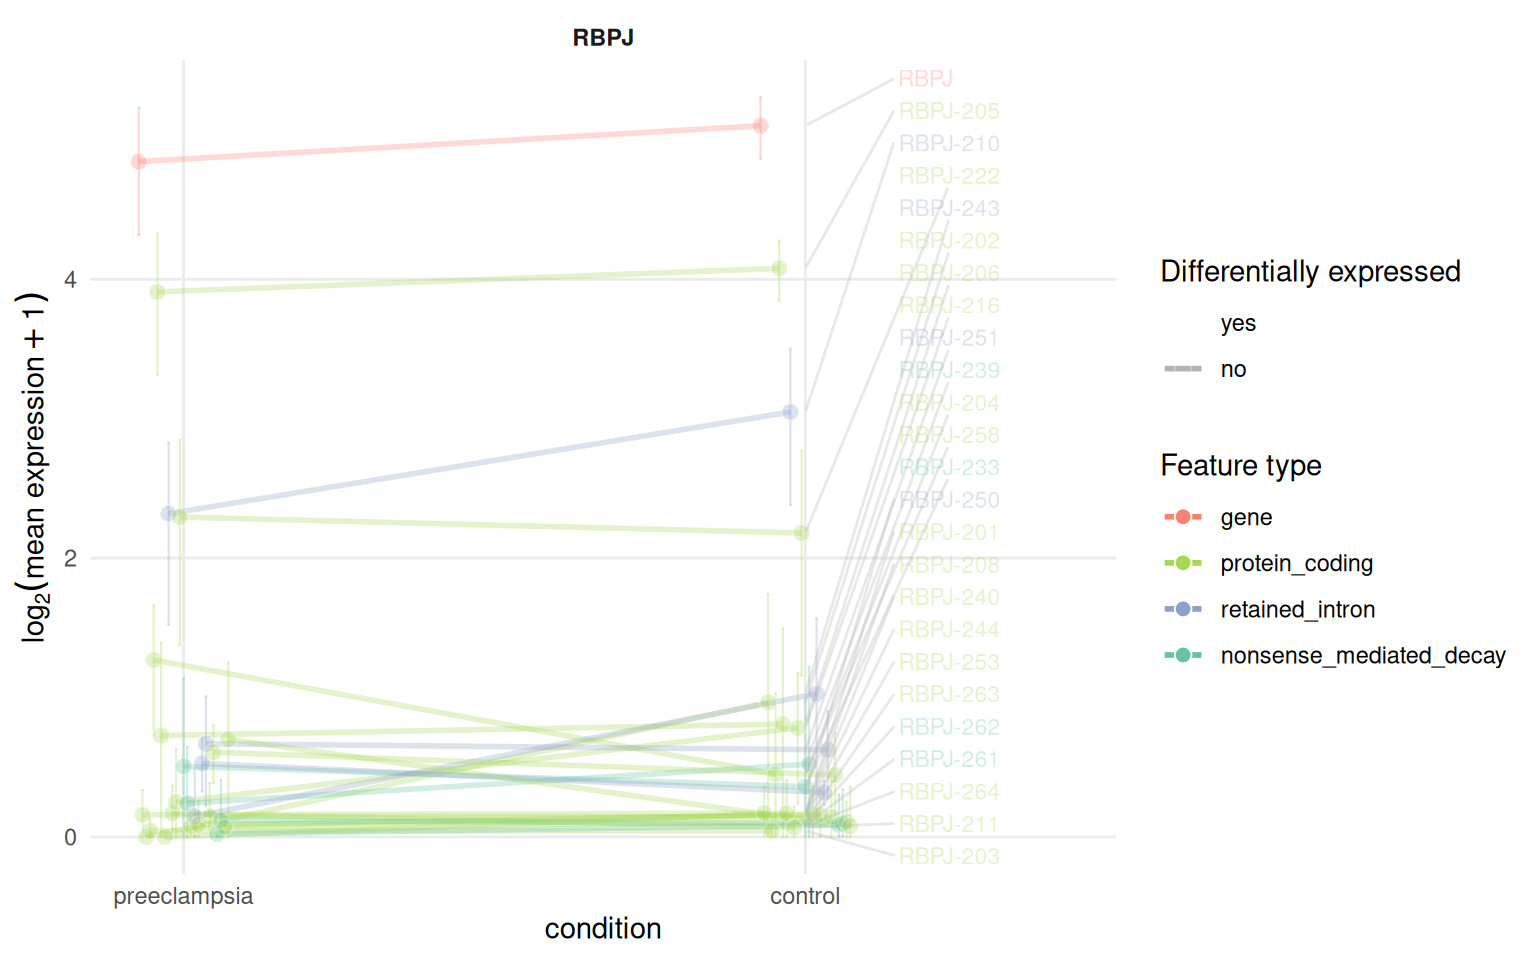 RBPJ
RBPJ
RBPJ-205
RBPJ-210
RBPJ-222
RBPJ-243
RBPJ-202
RBPJ-206
RBPJ-216
RBPJ-251
RBPJ-239
RBPJ-204
RBPJ-258
RBPJ-233
RBPJ-250
RBPJ-201
RBPJ-208
RBPJ-240
RBPJ-244
RBPJ-253
RBPJ-263
RBPJ-262
RBPJ-261
RBPJ-264
RBPJ-211
RBPJ-203
4
2
0
log2(mean expression + 1)
preeclampsia
control
condition
Differentially expressed
yes
no
Feature type
gene
protein_coding
retained_intron
nonsense_mediated_decay